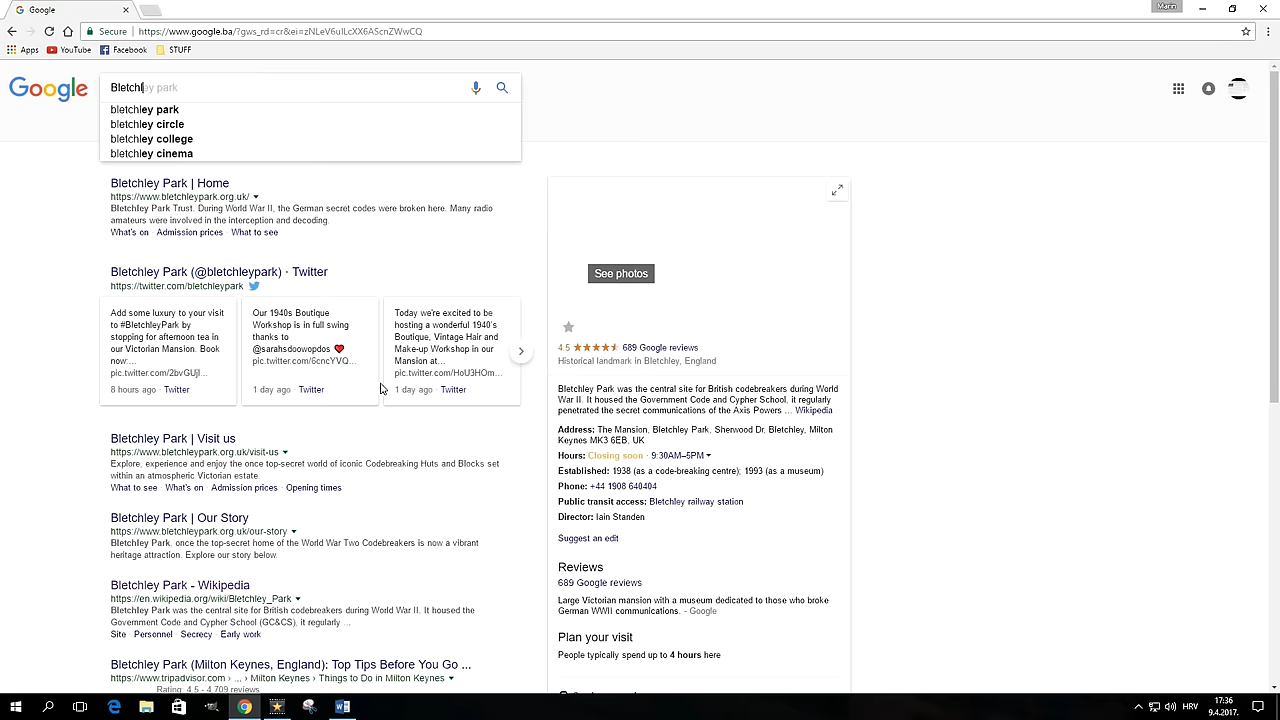 Google
Marin
Secure
https://www.google.ba/?gws_rd=cr&ei=zNLeV6uILcXX6AScnZWwCQ
Apps
YouTube
Facebook
STUFF
Google
Bletchley park
bletchley park
bletchley circle
bletchley college
bletchley cinema
Bletchley Park | Home
https://www.bletchleypark.org.uk/
Bletchley Park Trust. During World War II, the German secret codes were broken here. Many radio
amateurs were involved in the interception and decoding.
What's on · Admission prices · What to see
Bletchley Park (@bletchleypark) · Twitter
https://twitter.com/bletchleypark
Add some luxury to your visit
to #BletchleyPark by
stopping for afternoon tea in
our Victorian Mansion. Book
now:...
pic.twitter.com/2bvGUjI...
8 hours ago · Twitter
Our 1940s Boutique
Workshop is in full swing
thanks to
@sarahsdoowopdos
pic.twitter.com/6cncYVQ...
1 day ago · Twitter
Today we're excited to be
hosting a wonderful 1940's
Boutique, Vintage Hair and
Make-up Workshop in our
Mansion at...
pic.twitter.com/HoU3HOm...
1 day ago · Twitter
Bletchley Park | Visit us
https://www.bletchleypark.org.uk/visit-us
Explore, experience and enjoy the once top-secret world of iconic Codebreaking Huts and Blocks set
within an atmospheric Victorian estate.
What to see · What's on · Admission prices · Opening times
Bletchley Park | Our Story
https://www.bletchleypark.org.uk/our-story
Bletchley Park, once the top-secret home of the World War Two Codebreakers is now a vibrant
heritage attraction. Explore our story below.
Bletchley Park - Wikipedia
https://en.wikipedia.org/wiki/Bletchley_Park
Bletchley Park was the central site for British codebreakers during World War II. It housed the
Government Code and Cypher School (GC&CS), it regularly ...
Site · Personnel · Secrecy · Early work
Bletchley Park (Milton Keynes, England): Top Tips Before You Go ...
https://www.tripadvisor.com › ... › Milton Keynes › Things to Do in Milton Keynes
Rating: 4.5 - 4,709 reviews
See photos
4.5
689 Google reviews
Historical landmark in Bletchley, England
Bletchley Park was the central site for British codebreakers during World
War II. It housed the Government Code and Cypher School, it regularly
penetrated the secret communications of the Axis Powers ... Wikipedia
Address: The Mansion, Bletchley Park, Sherwood Dr, Bletchley, Milton
Keynes MK3 6EB, UK
Hours: Closing soon · 9:30AM–5PM
Established: 1938 (as a code-breaking centre); 1993 (as a museum)
Phone: +44 1908 640404
Public transit access: Bletchley railway station
Director: Iain Standen
Suggest an edit
Reviews
689 Google reviews
Large Victorian mansion with a museum dedicated to those who broke
German WWII communications. - Google
Plan your visit
People typically spend up to 4 hours here
HRV
17:36
9.4.2017.